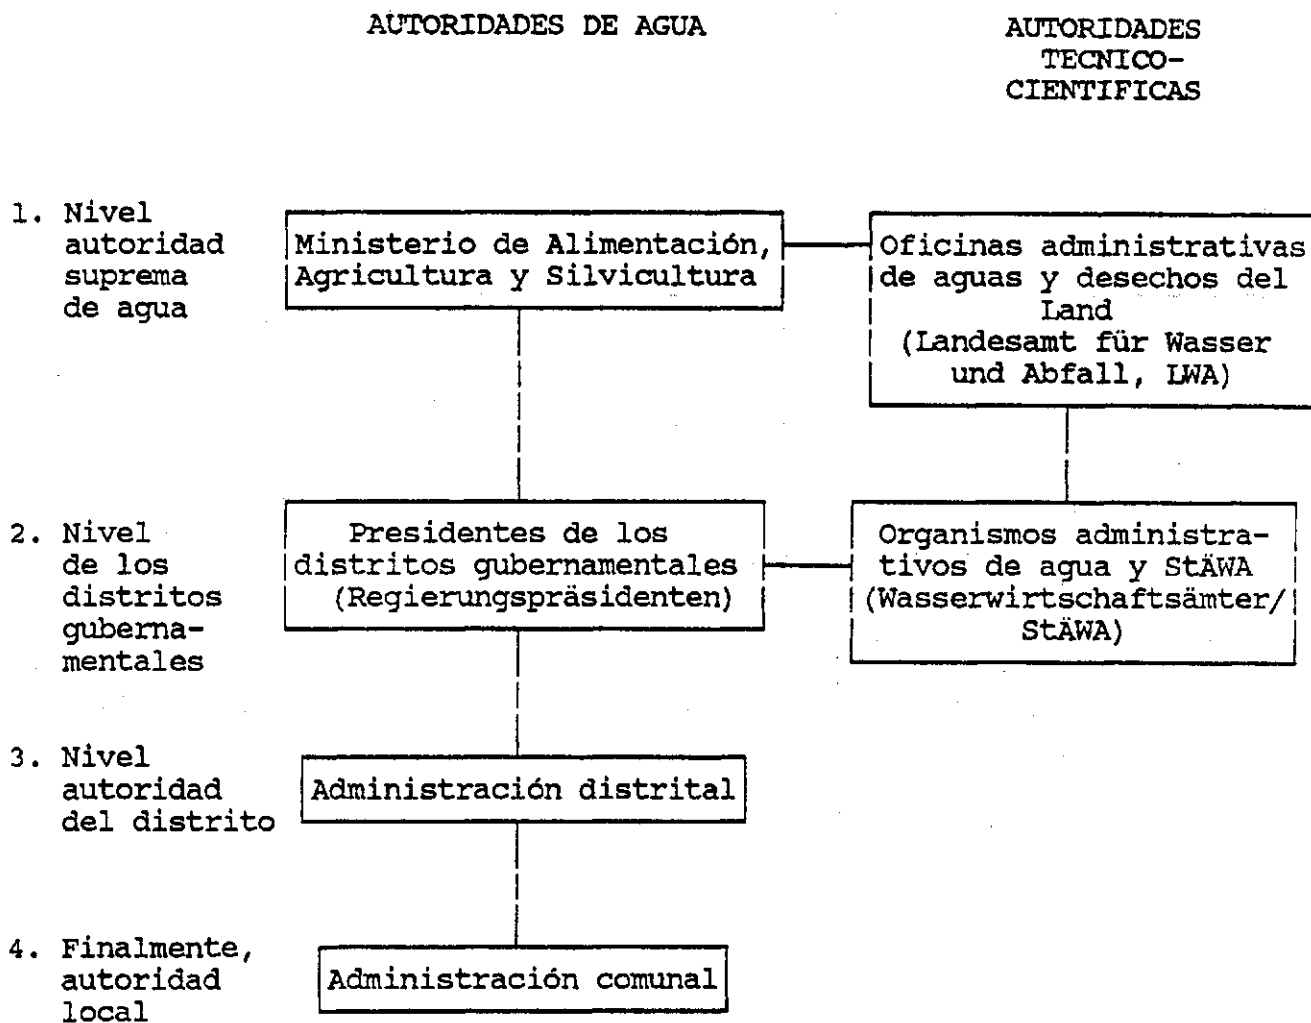 AUTORIDADES DE AGUA
AUTORIDADES
TECNICO-
CIENTIFICAS
1. Nivel
autoridad
suprema
de agua
Ministerio de Alimentación,
Agricultura y Silvicultura
Oficinas administrativas
de aguas y desechos del
Land
(Landesamt für Wasser
und Abfall, LWA)
2. Nivel
de los
distritos
guberna-
mentales
Presidentes de los
distritos gubernamentales
(Regierungspräsidenten)
Organismos administra-
tivos de agua y StÄWA
(Wasserwirtschaftsämter/
StÄWA)
3. Nivel
autoridad
del distrito
Administración distrital
4. Finalmente,
autoridad
local
Administración comunal